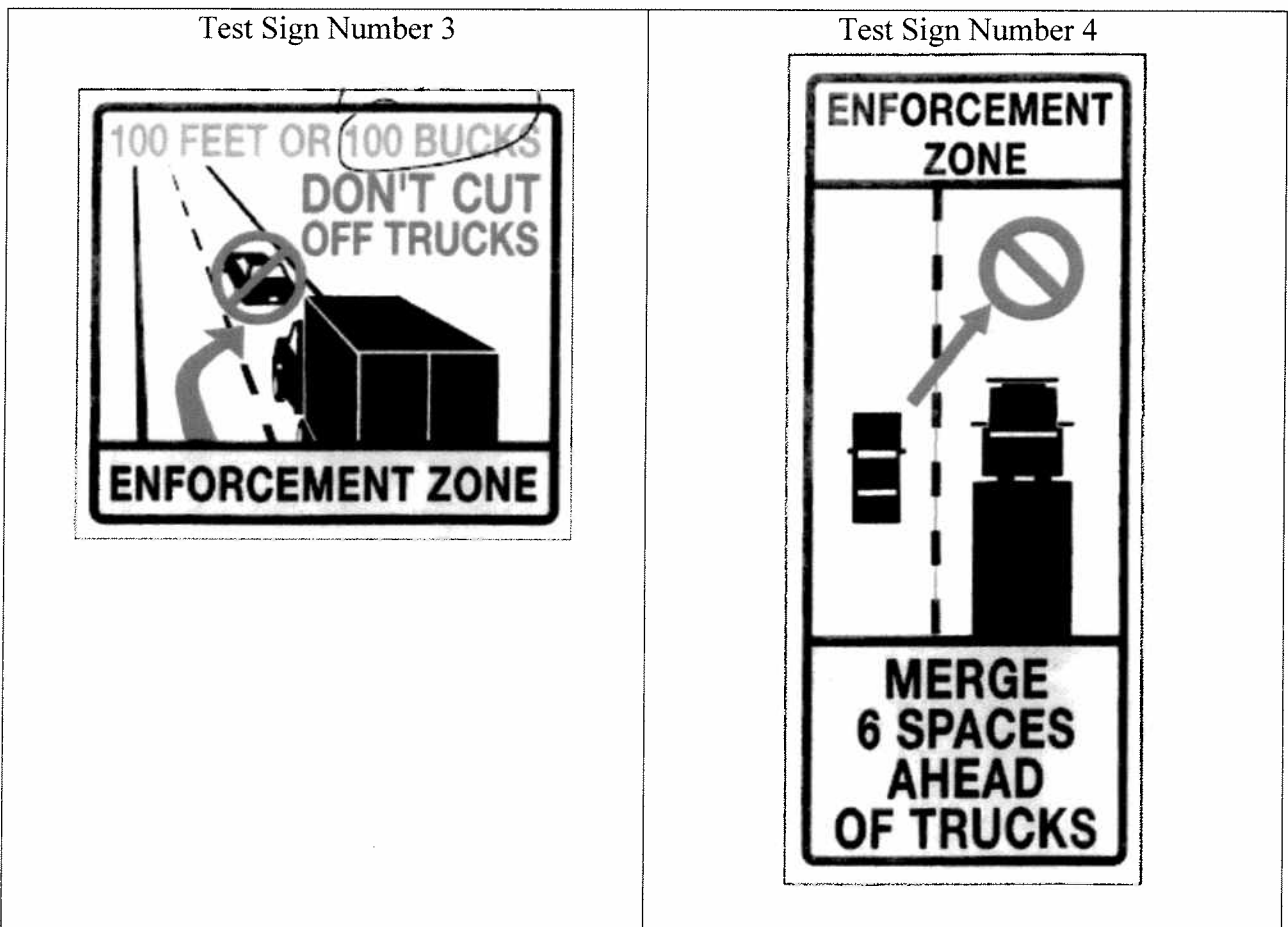 Test Sign Number 3
100 FEET OR 100 BUCKS
DON'T CUT
OFF TRUCKS
ENFORCEMENT ZONE
Test Sign Number 4
ENFORCEMENT
ZONE
MERGE
6 SPACES
AHEAD
OF TRUCKS